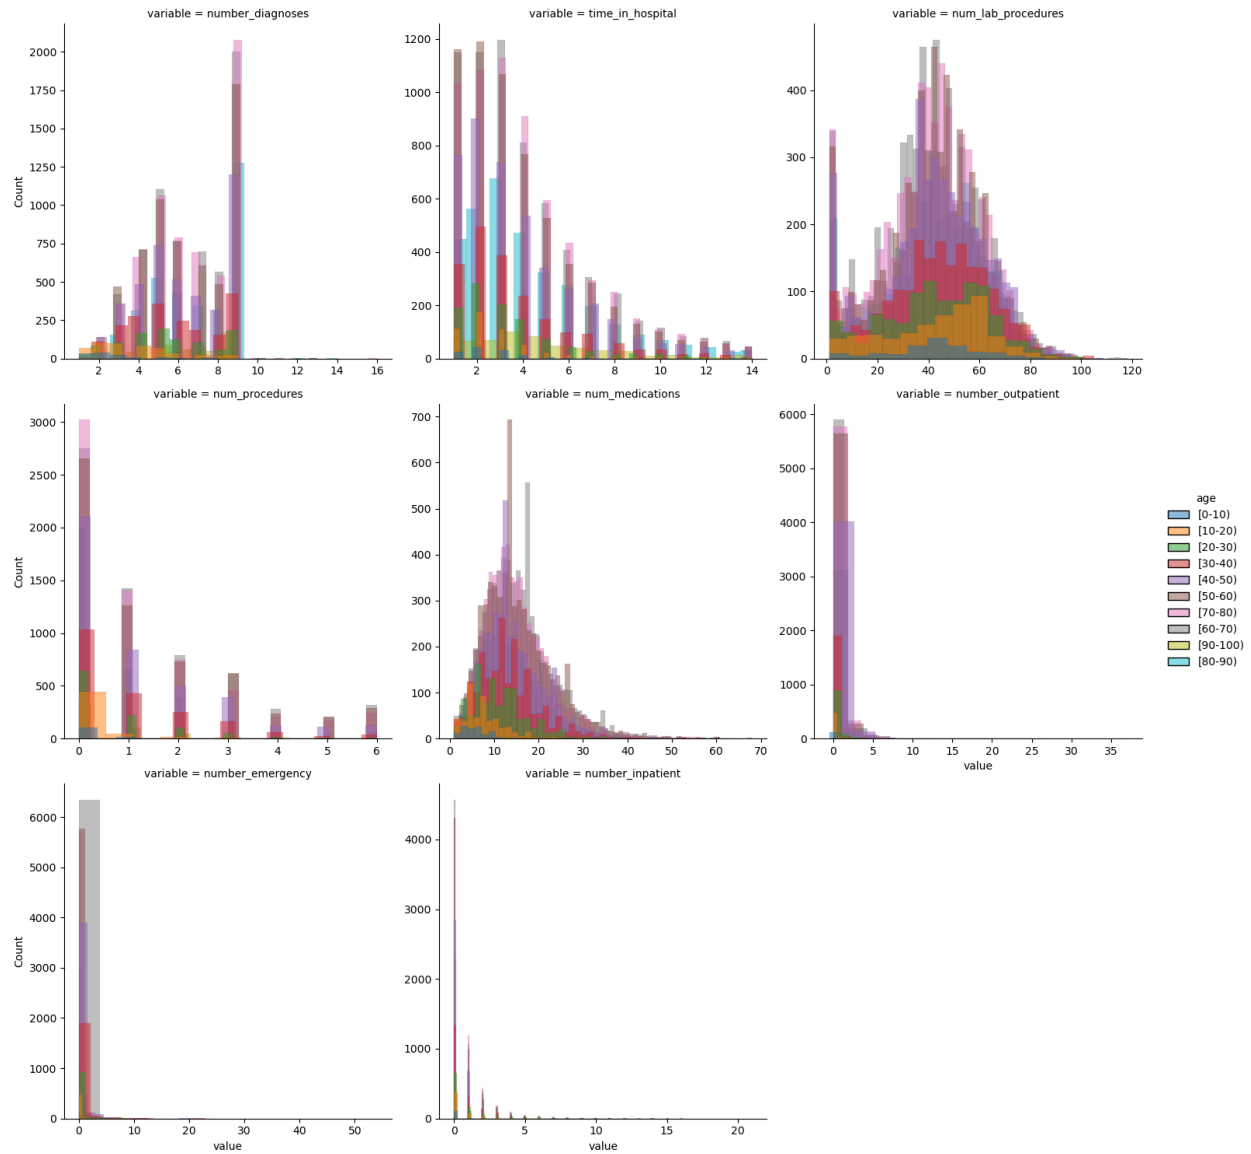 variable = number_diagnoses
Count
2000
1750
1500
1250
1000
750
500
250
0
2 4 6 8 10 12 14 16
variable = time_in_hospital
1200
1000
800
600
400
200
0
2 4 6 8 10 12 14
variable = num_lab_procedures
400
300
200
100
0
0 20 40 60 80 100 120
variable = num_procedures
Count
3000
2500
2000
1500
1000
500
0
0 1 2 3 4 5 6
variable = num_medications
700
600
500
400
300
200
100
0
0 10 20 30 40 50 60 70
variable = number_outpatient
6000
5000
4000
3000
2000
1000
0
0 5 10 15 20 25 30 35
value
age
[0-10)
[10-20)
[20-30)
[30-40)
[40-50)
[50-60)
[70-80)
[60-70)
[90-100)
[80-90)
variable = number_emergency
Count
6000
5000
4000
3000
2000
1000
0
0 10 20 30 40 50
value
variable = number_inpatient
4000
3000
2000
1000
0
0 5 10 15 20
value